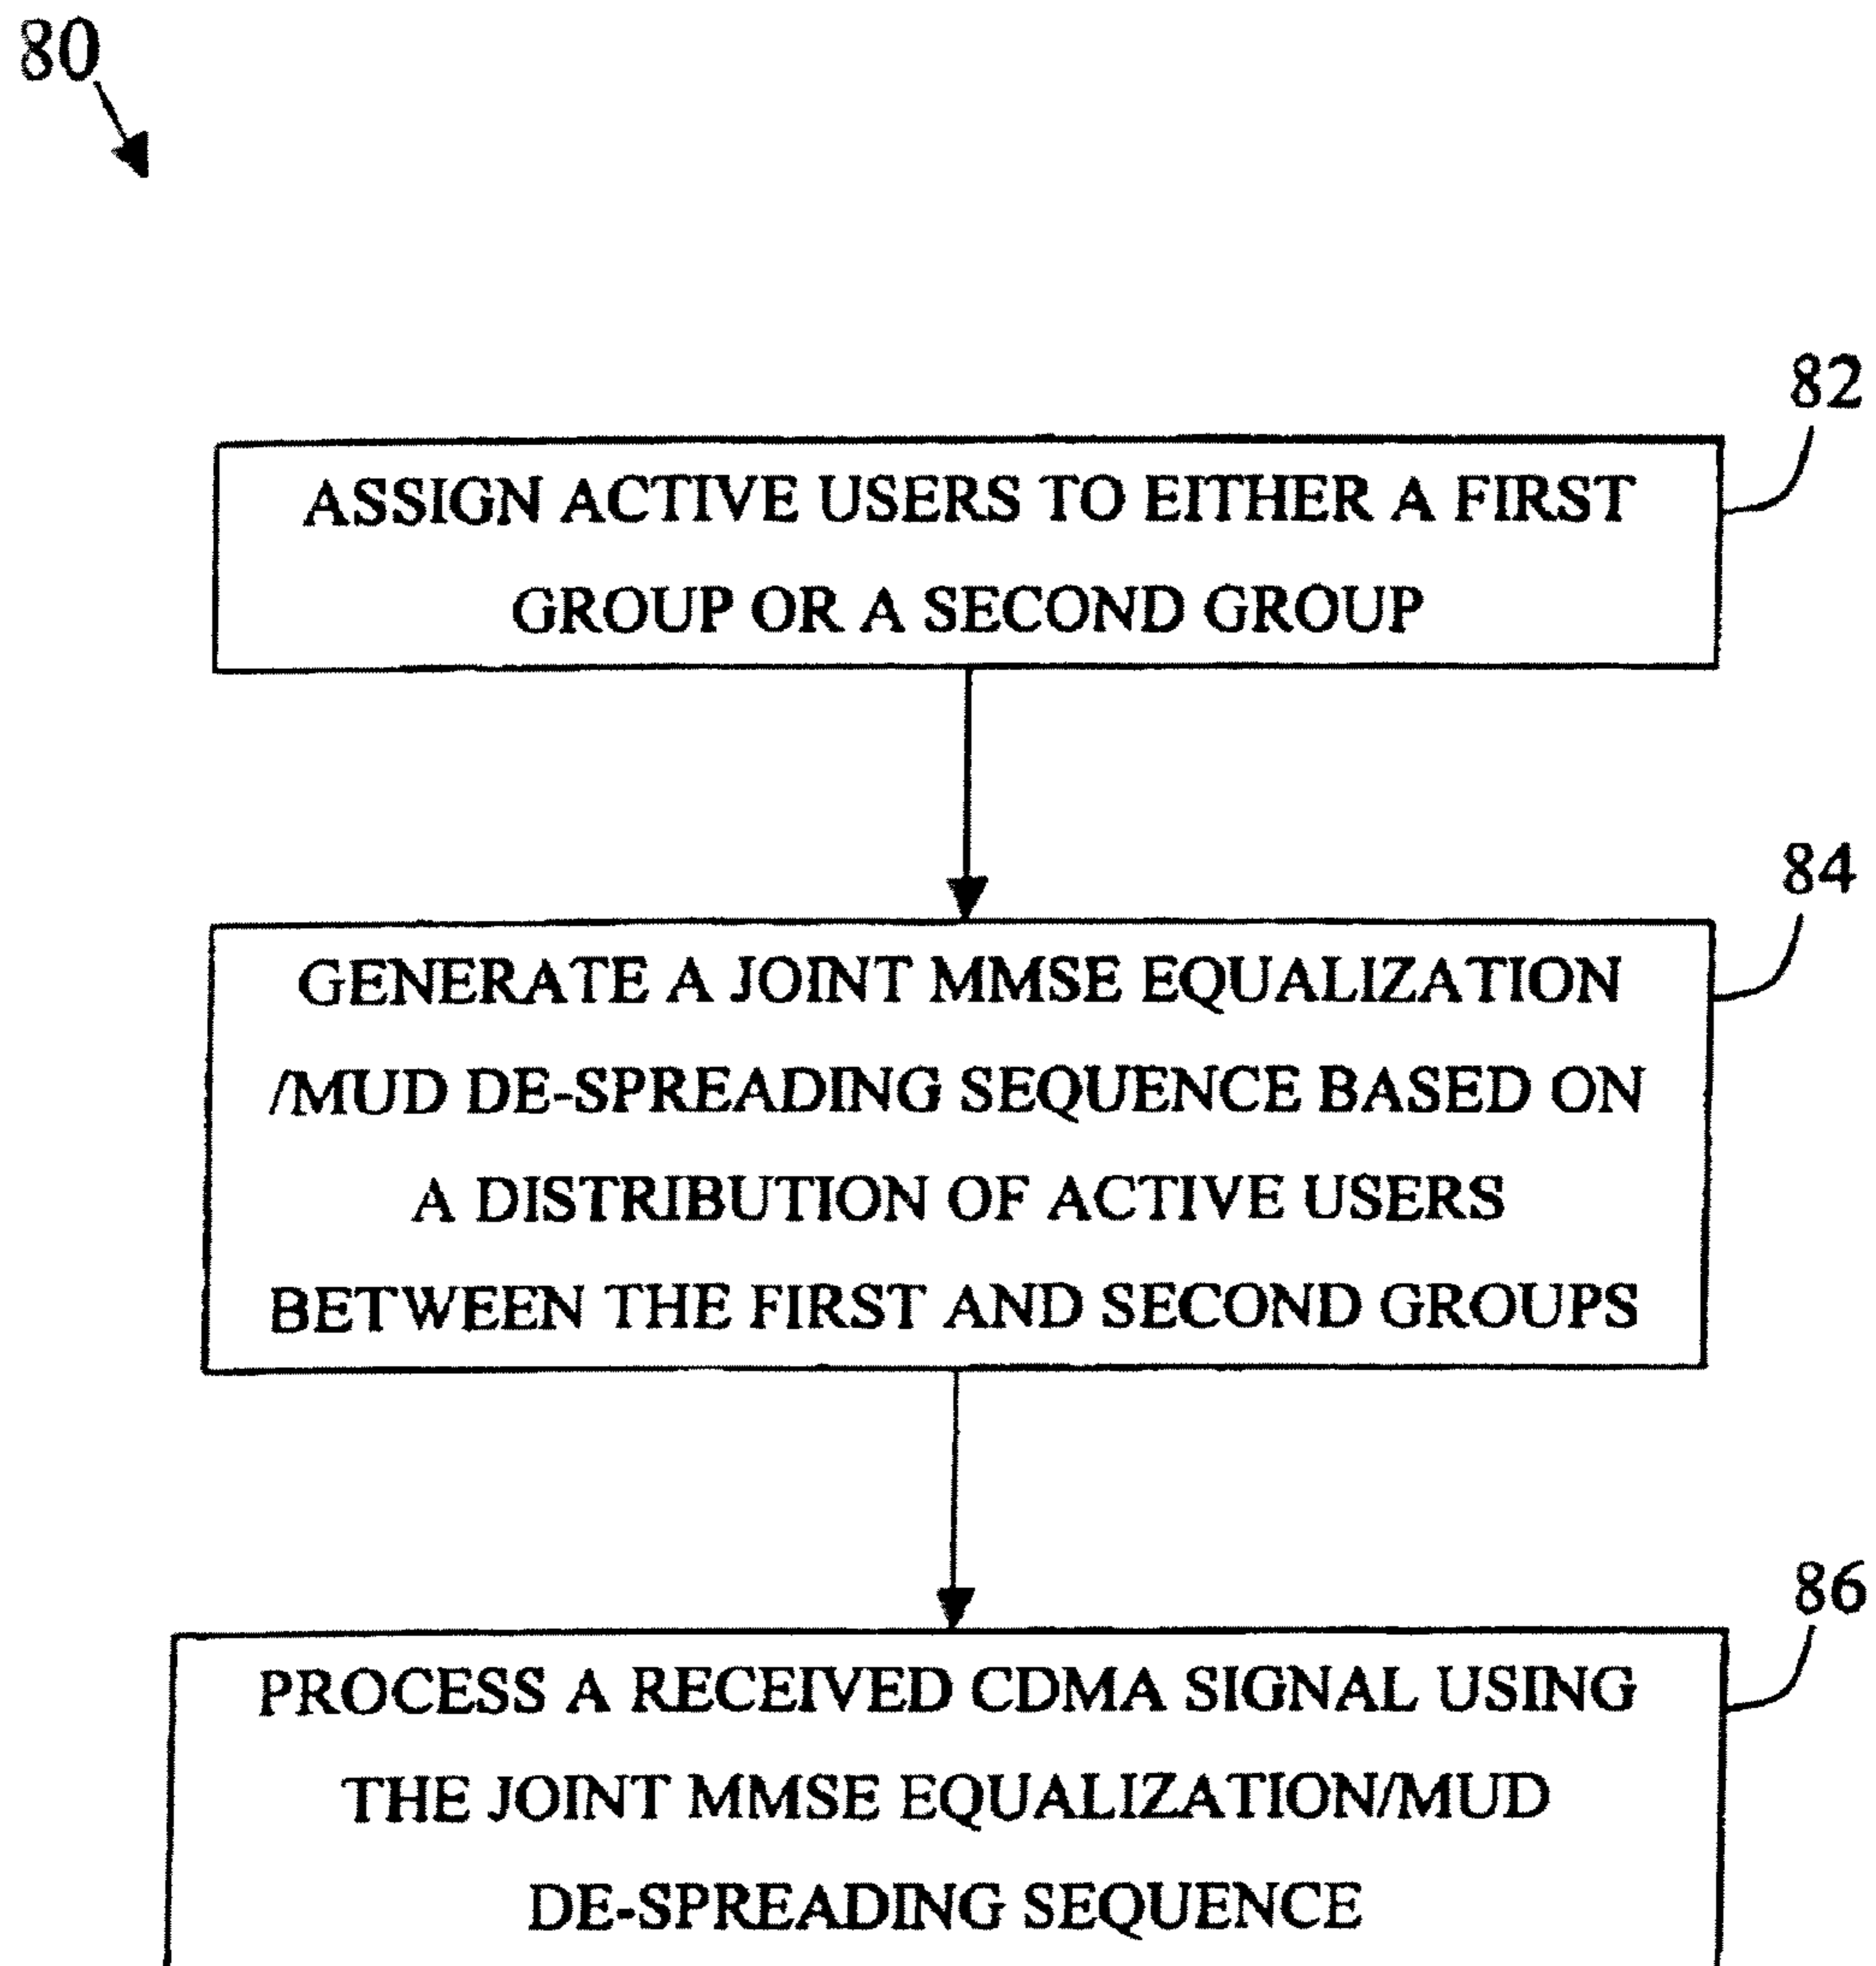 80
82
ASSIGN ACTIVE USERS TO EITHER A FIRST
GROUP OR A SECOND GROUP
84
GENERATE A JOINT MMSE EQUALIZATION
/MUD DE-SPREADING SEQUENCE BASED ON
A DISTRIBUTION OF ACTIVE USERS
BETWEEN THE FIRST AND SECOND GROUPS
86
PROCESS A RECEIVED CDMA SIGNAL USING
THE JOINT MMSE EQUALIZATION/MUD
DE-SPREADING SEQUENCE